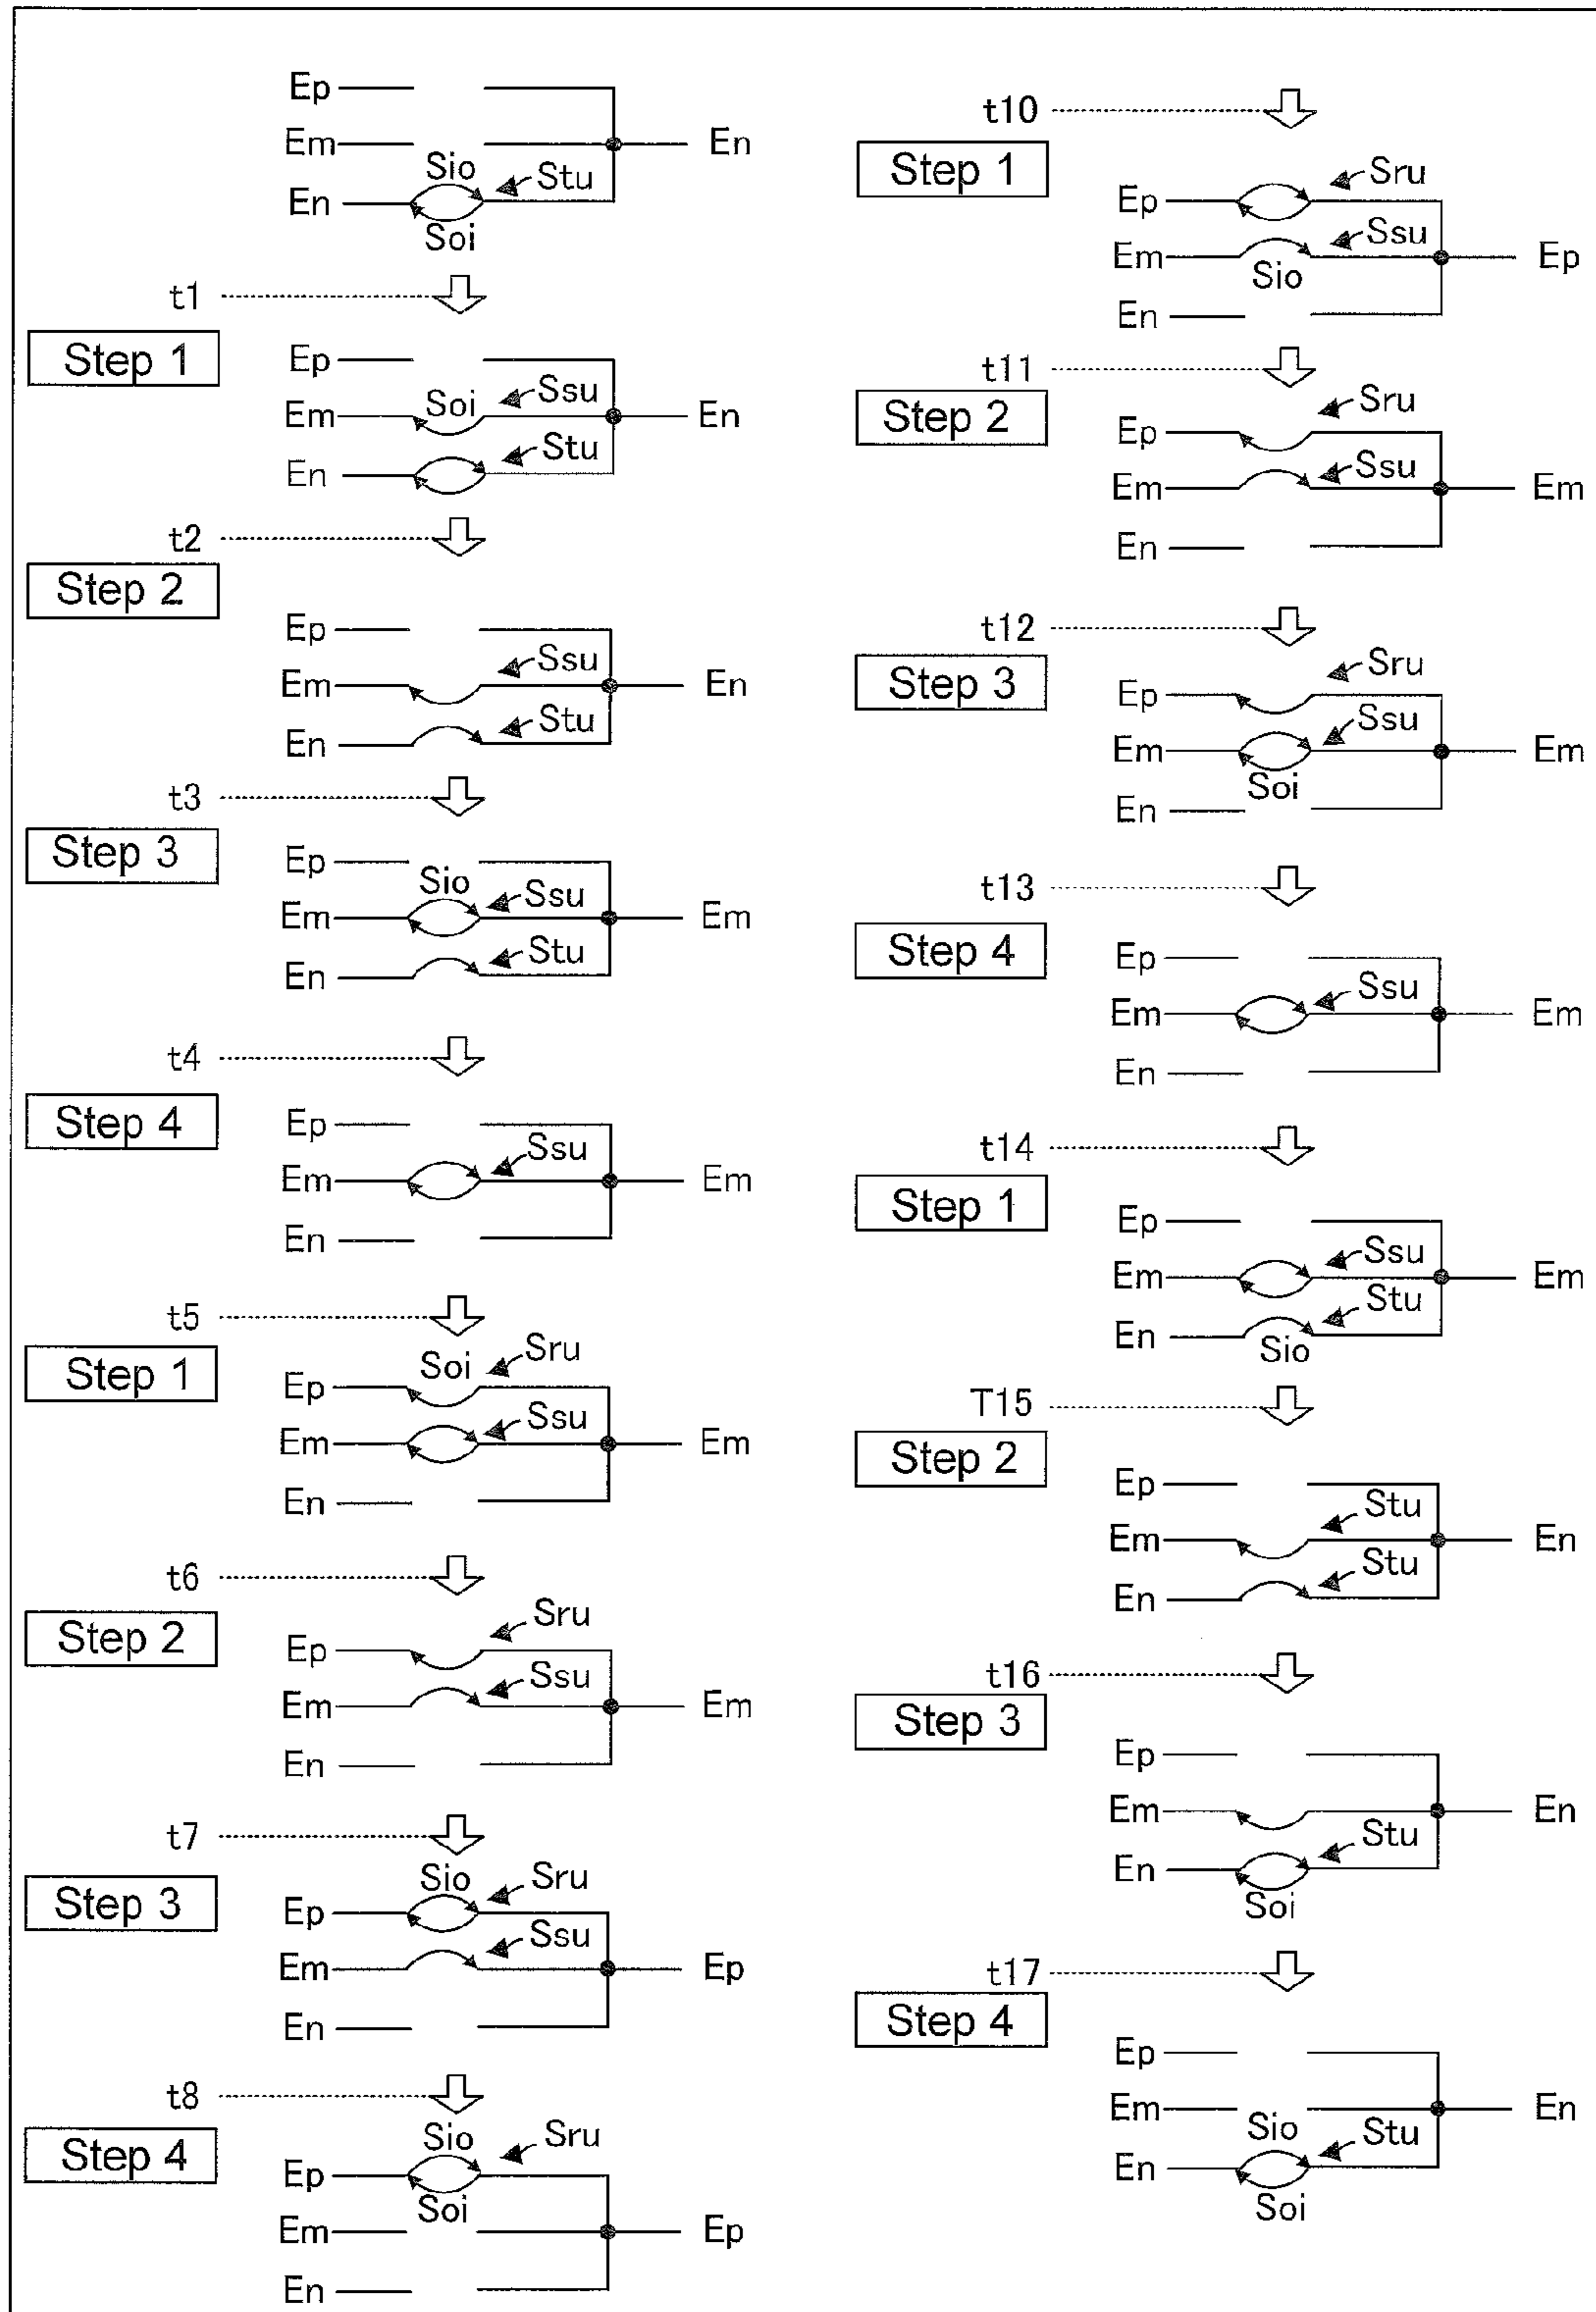 Ep
Em En
Sio Stu
En
Soi
t1
Step 1
Ep
Em Soi Ssu En
En Stu
t2
Step 2
Ep
Em Ssu En
En Stu
t3
Step 3
Ep
Em Sio Ssu Em
En Stu
t4
Step 4
Ep
Em Ssu Em
En
t5
Step 1
Ep Soi Sru
Em Ssu Em
En
t6
Step 2
Ep Sru
Em Ssu Em
En
t7
Step 3
Ep Sio Sru
Em Ssu Ep
En
t8
Step 4
Ep Sio Sru
Soi
Em Ep
En
t10
Step 1
Ep Sru
Em Ssu Ep
Sio
En
t11
Step 2
Ep Sru
Em Ssu Em
En
t12
Step 3
Ep Sru
Em Ssu Em
Soi
En
t13
Step 4
Ep
Em Ssu Em
En
t14
Step 1
Ep
Em Ssu Em
En Stu
Sio
T15
Step 2
Ep
Em Stu En
En Stu
t16
Step 3
Ep
Em En
En Stu
Soi
t17
Step 4
Ep
Em En
Sio Stu
En
Soi